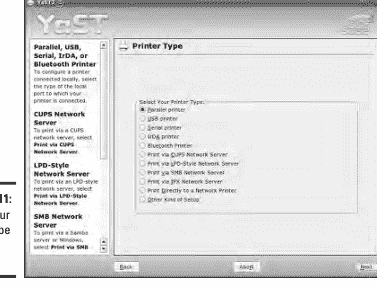 YaST2
YaST
Parallel, USB,
Serial, IrDA, or
Bluetooth Printer
To configure a printer
connected locally, select
the type of the local
port to which your
printer is connected.
CUPS Network
Server
To print via a CUPS
network server, select
Print via CUPS
Network Server.
LPD-Style
Network Server
To print via an LPD-style
network server, select
Print via LPD-Style
Network Server.
SMB Network
Server
To print via a Samba
server or Windows,
select Print via SMB
Printer Type
Select Your Printer Type:
Parallel printer
USB printer
Serial printer
IrDA printer
Bluetooth Printer
Print via CUPS Network Server
Print via LPD-Style Network Server
Print via SMB Network Server
Print via IPX Network Server
Print Directly to a Network Printer
Other Kind of Setup
Back
Abort
Next
1:
ur
pe